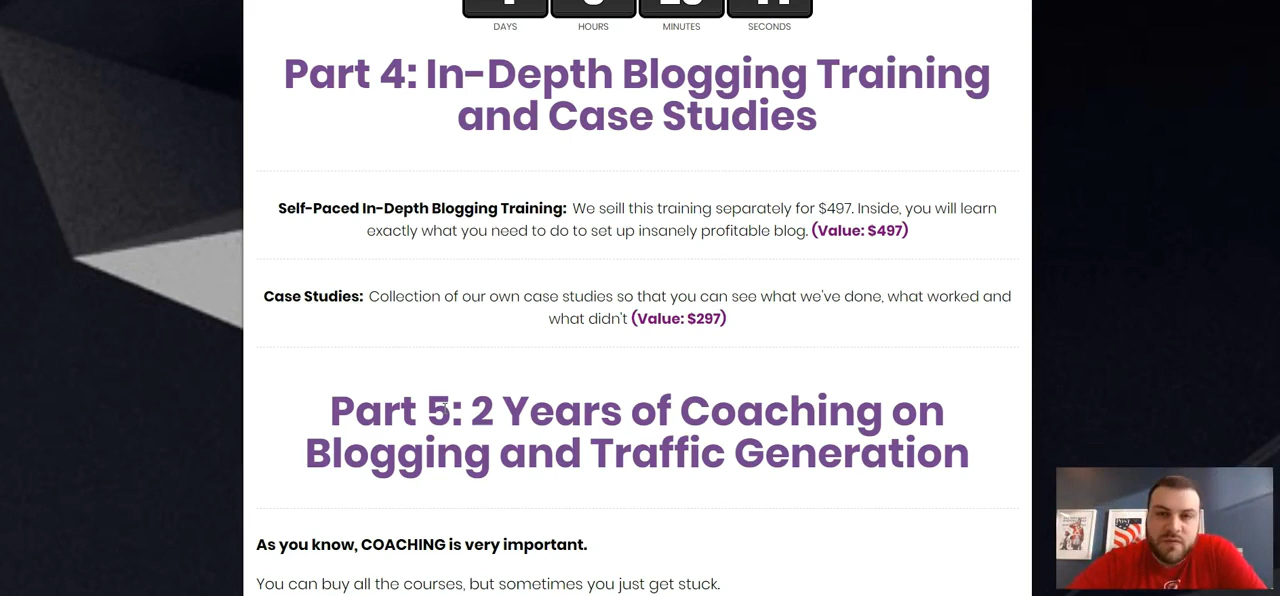 DAYS HOURS MINUTES SECONDS
Part 4: In-Depth Blogging Training
and Case Studies
Self-Paced In-Depth Blogging Training: We seill this training separately for $497. Inside, you will learn
exactly what you need to do to set up insanely profitable blog. (Value: $497)
Case Studies: Collection of our own case studies so that you can see what we've done, what worked and
what didn't (Value: $297)
Part 5: 2 Years of Coaching on
Blogging and Traffic Generation
As you know, COACHING is very important.
You can buy all the courses, but sometimes you just get stuck.
POST